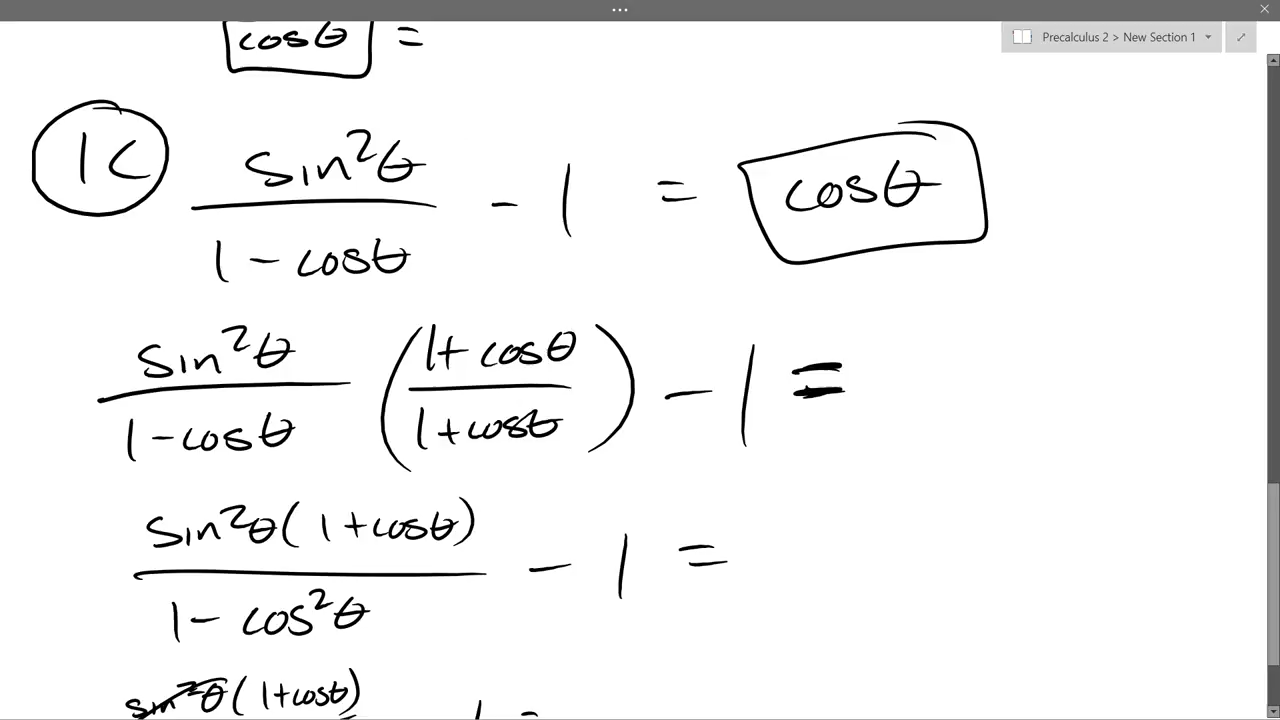 Precalculus 2 > New Section 1
cosθ =
1c sin²θ / 1 - cosθ - 1 = cosθ
sin²θ / 1 - cosθ (1 + cosθ / 1 + cosθ) - 1 =
sin²θ(1 + cosθ) / 1 - cos²θ - 1 =
sin²θ(1 + cosθ) - 1 =